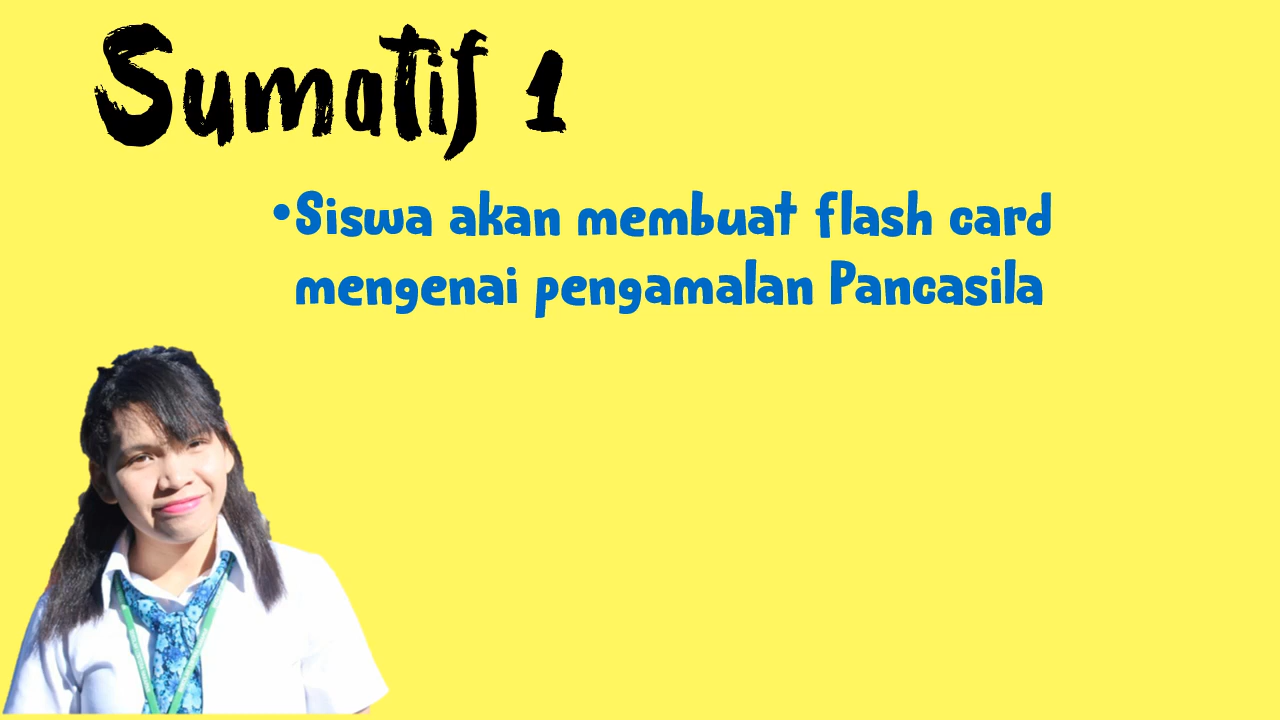 Sumatif 1
•Siswa akan membuat flash card
mengenai pengamalan Pancasila